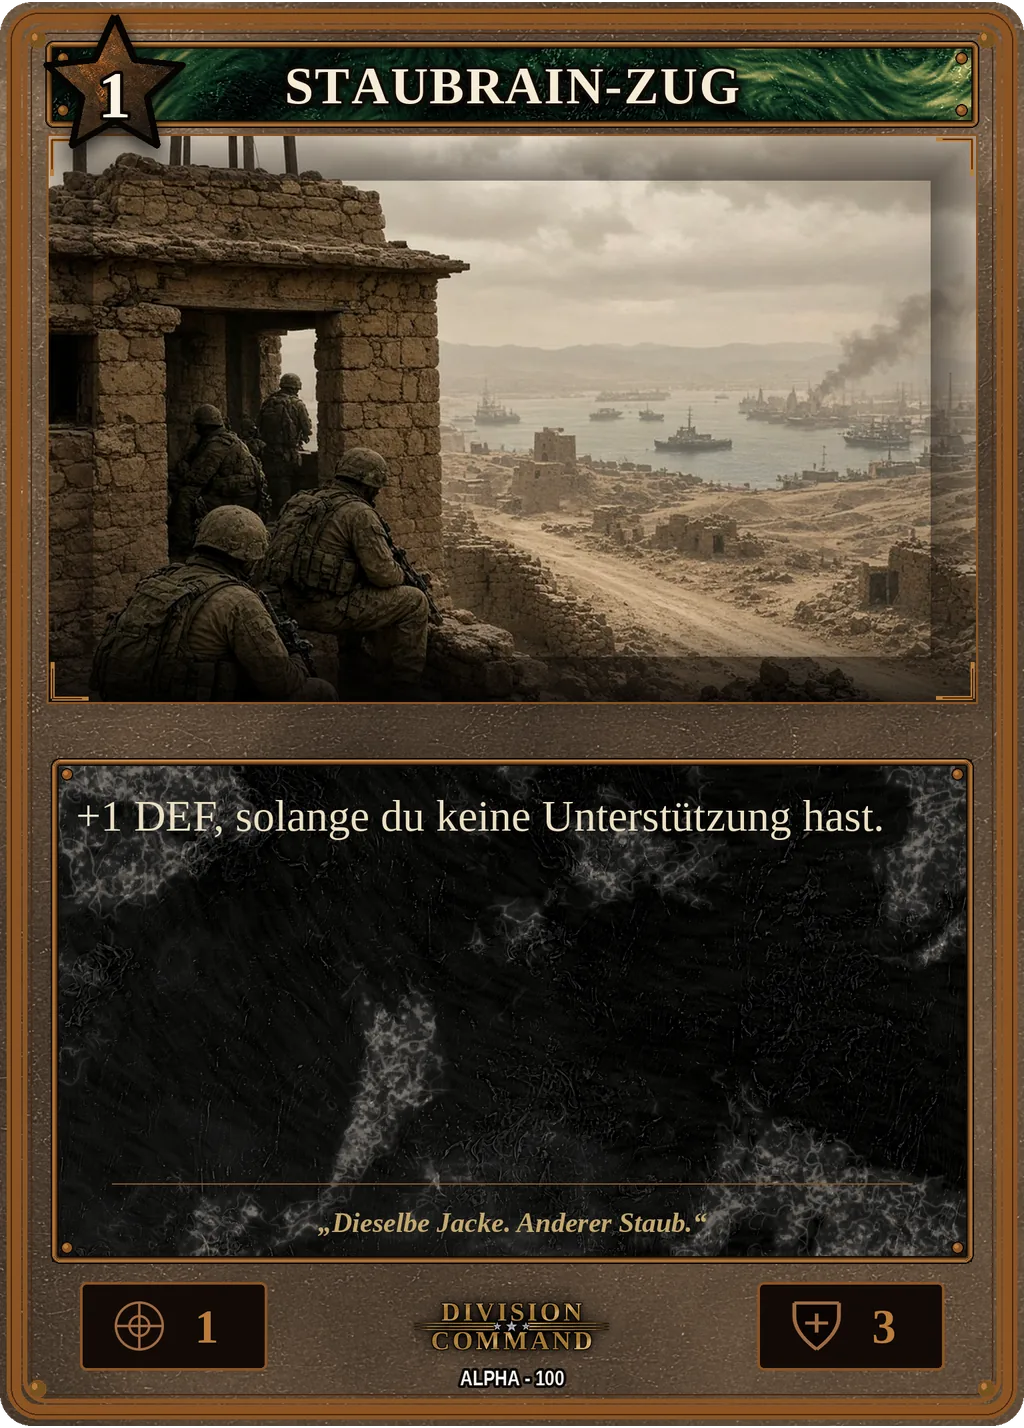 1
STAUBRAIN-ZUG
+1 DEF, solange du keine Unterstützung hast.
„Dieselbe Jacke. Anderer Staub.“
1
DIVISION
COMMAND
3
ALPHA - 100